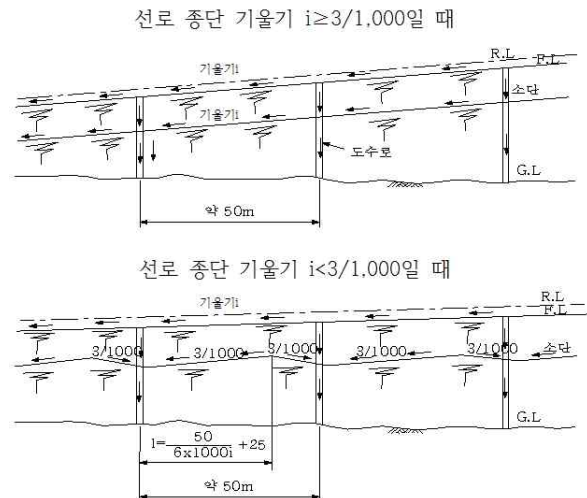 선로 종단 기울기 i≥3/1,000일 때
R.L
F.L
기울기i
소단
기울기i
도수로
G.L
약 50m
선로 종단 기울기 i<3/1,000일 때
기울기i
R.L
F.L
3/1000 3/1000 3/1000 3/1000 소단
G.L
l=50/6x1000i +25
약 50m